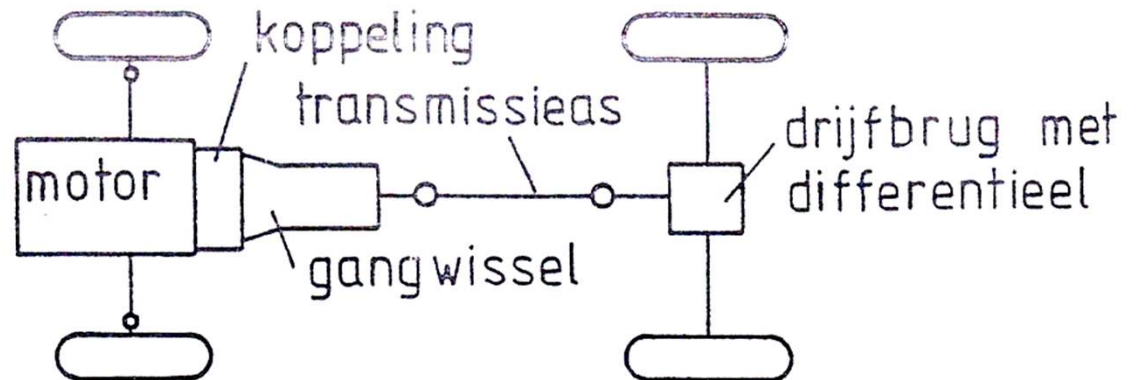 koppeling
transmissieas
motor
drijfbrug met
differentieel
gangwissel